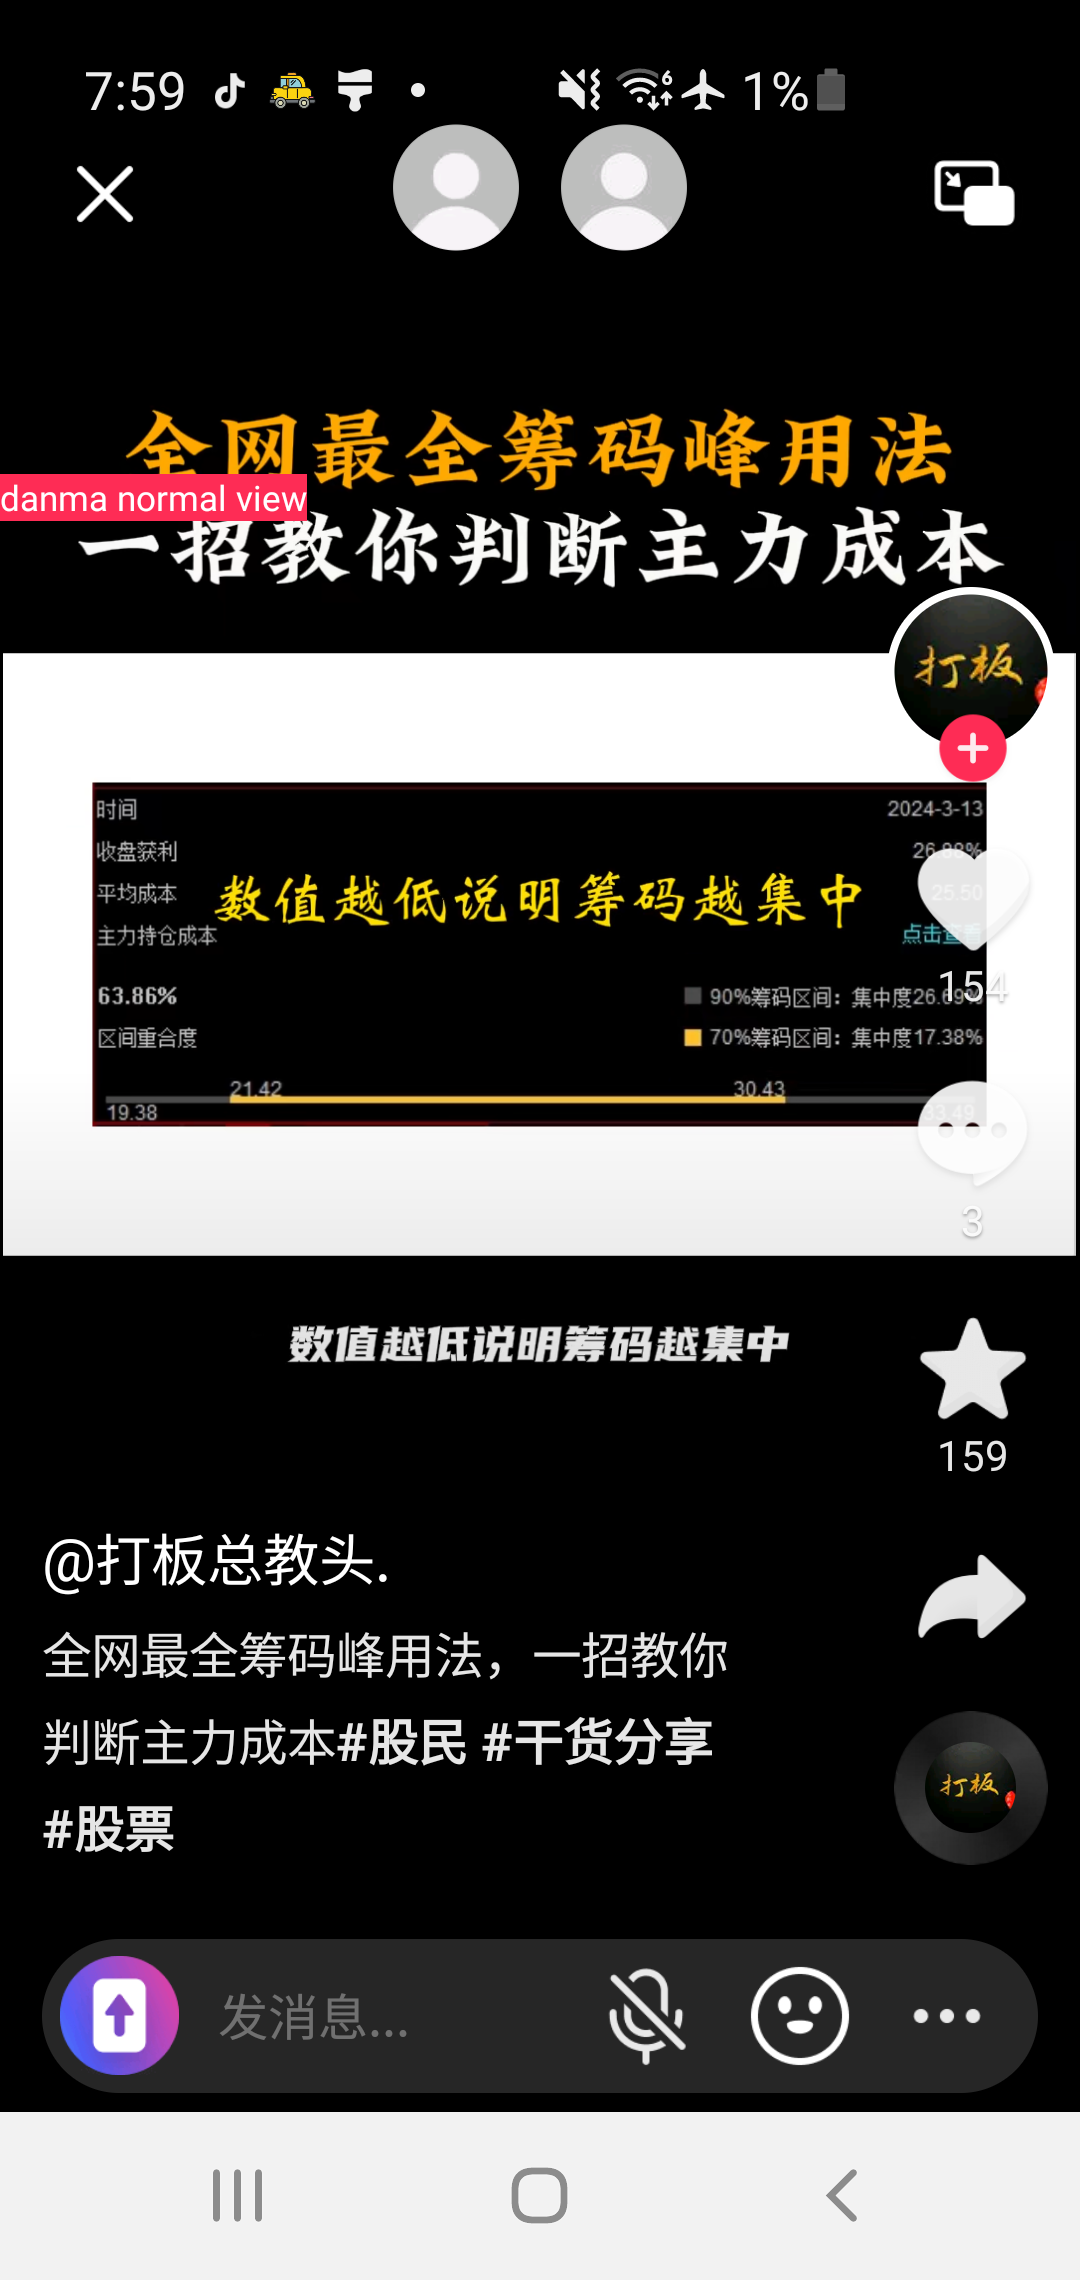 7:59
1%
全网最全筹码峰用法
danma normal view
一招教你判断主力成本
打板
时间 2024-3-13
收盘获利 26.98%
数值越低说明筹码越集中
平均成本 25.50
主力持仓成本 点击查看
154
63.86% 90%筹码区间：集中度26.69%
区间重合度 70%筹码区间：集中度17.38%
21.42 30.43
19.38 33.49
3
数值越低说明筹码越集中
159
@打板总教头.
全网最全筹码峰用法，一招教你
判断主力成本#股民 #干货分享
打板
#股票
发消息...